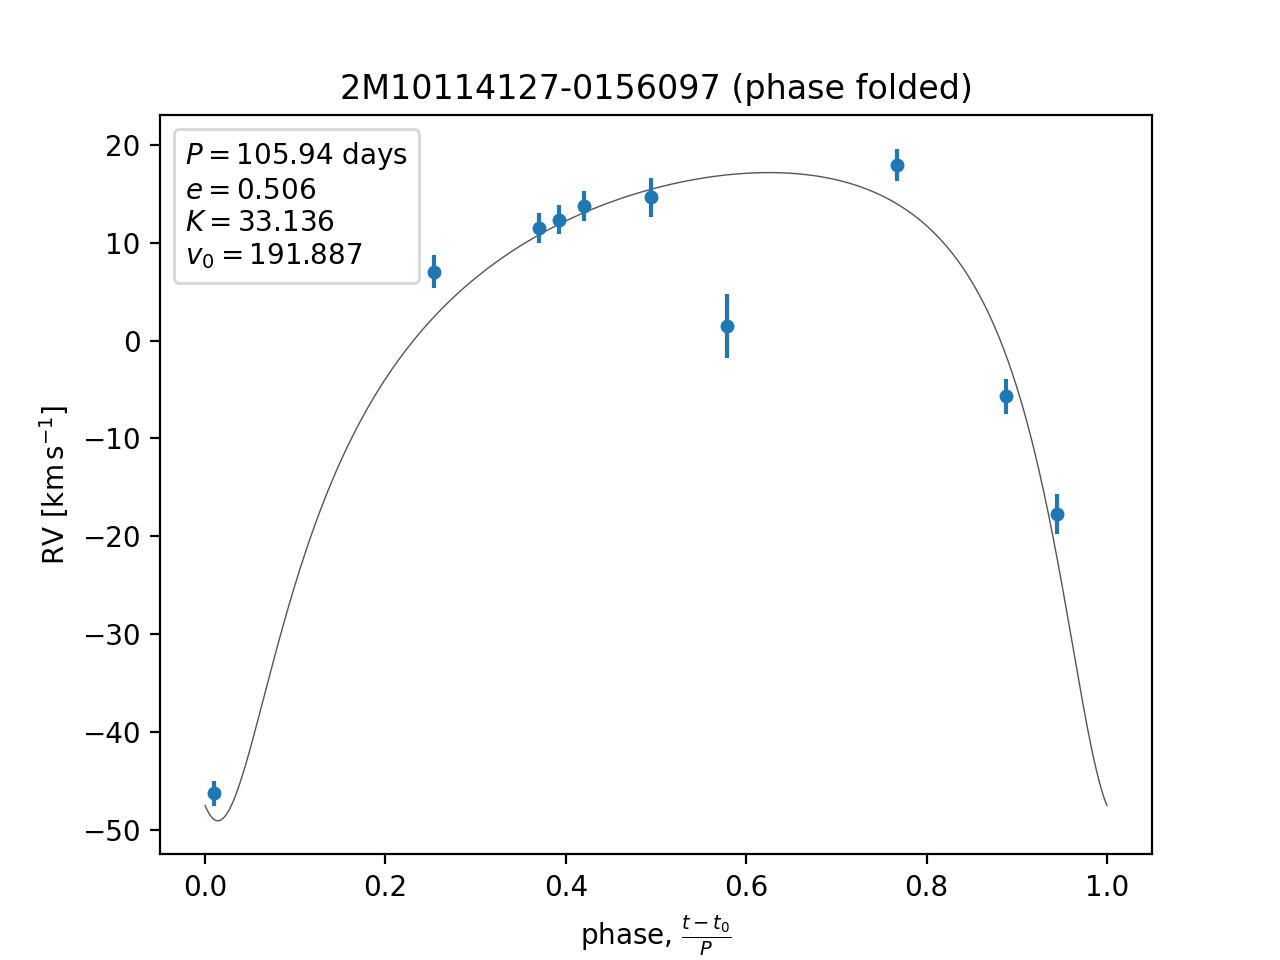 2M10114127-0156097 (phase folded)
P = 105.94 days
e = 0.506
K = 33.136
v₀ = 191.887
20
10
0
−10
−20
−30
−40
−50
RV [km s⁻¹]
0.0 0.2 0.4 0.6 0.8 1.0
phase, (t − t₀)/P